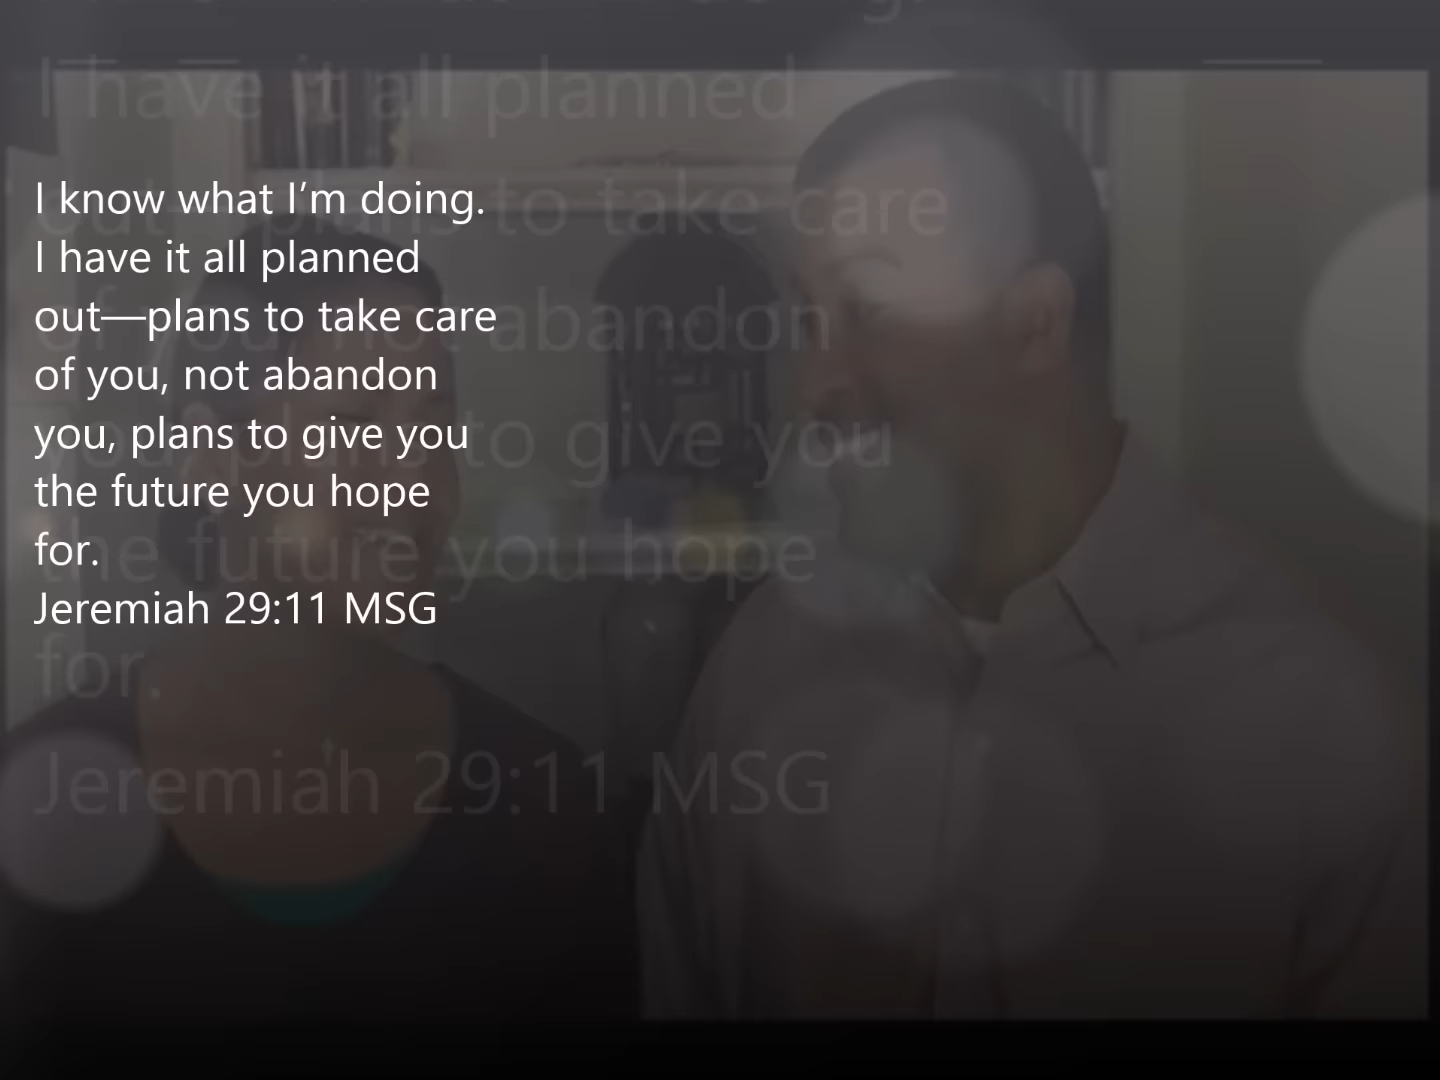 I know what I’m doing.
I have it all planned
out—plans to take care
of you, not abandon
you, plans to give you
the future you hope
for.
Jeremiah 29:11 MSG